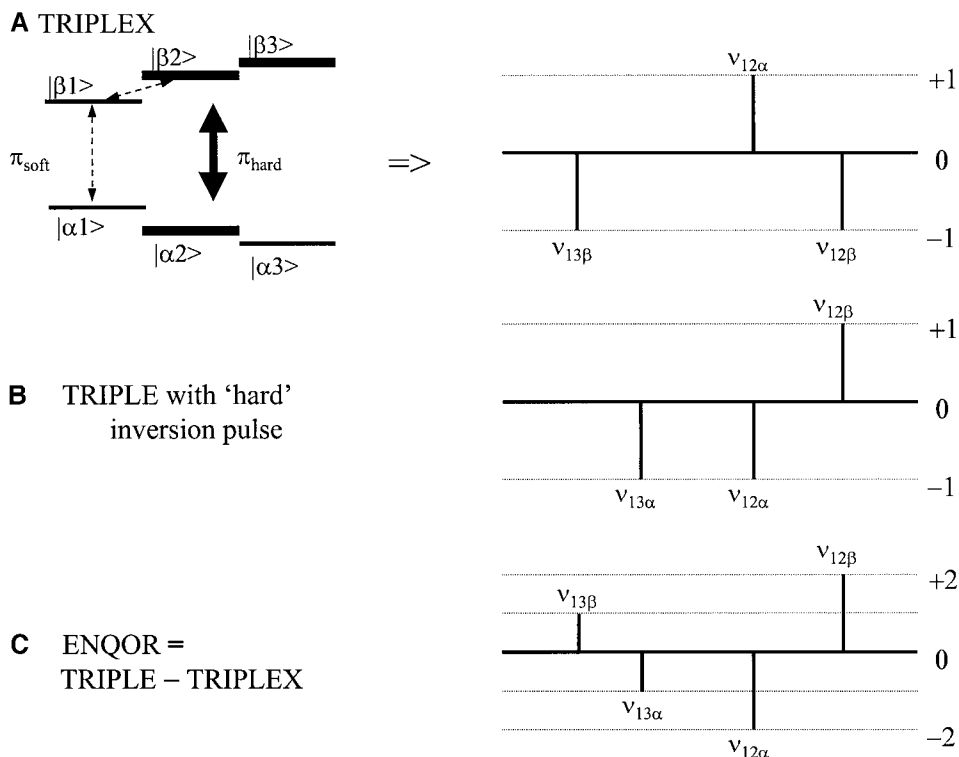 A TRIPLEX
|β1>
|β2>
|β3>
π_soft
π_hard
|α1>
|α2>
|α3>
=>
ν_12α
+1
0
−1
ν_13β
ν_12β
B TRIPLE with ‘hard’
inversion pulse
ν_12β
+1
0
−1
ν_13α
ν_12α
C ENQOR =
TRIPLE − TRIPLEX
ν_12β
+2
ν_13β
0
ν_13α
−2
ν_12α